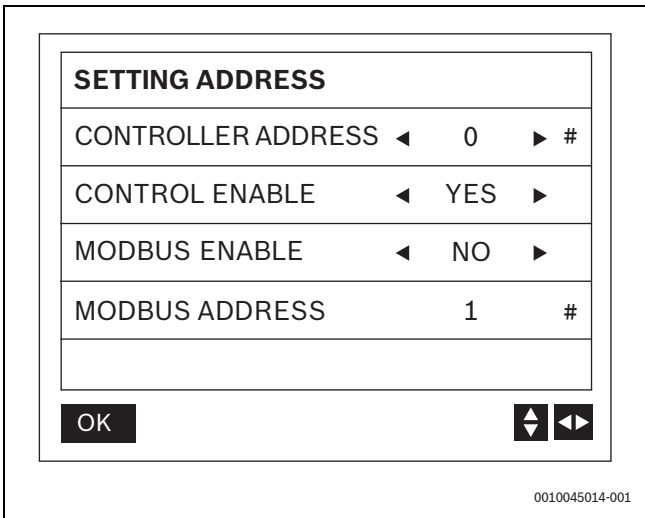 SETTING ADDRESS
CONTROLLER ADDRESS ◀ 0 ▶ #
CONTROL ENABLE ◀ YES ▶
MODBUS ENABLE ◀ NO ▶
MODBUS ADDRESS 1 #
OK
0010045014-001